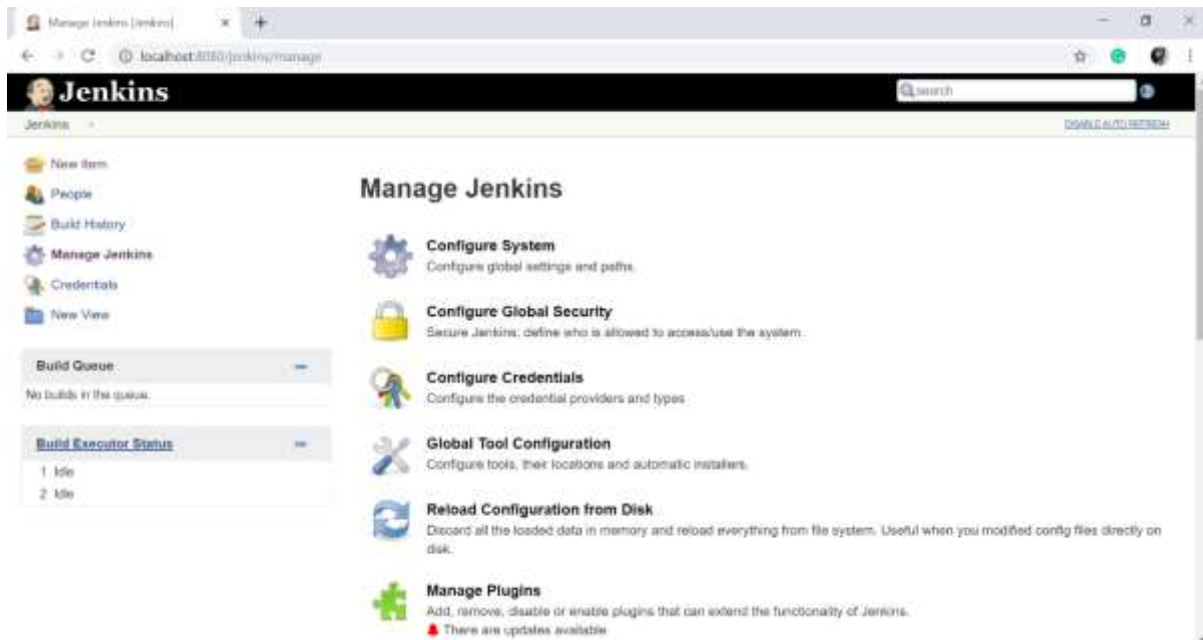 Manage Jenkins [Jenkins]
localhost:8080/jenkins/manage
Jenkins
search
Jenkins
DISABLE AUTO REFRESH
New Item
People
Build History
Manage Jenkins
Credentials
New View
Build Queue
No builds in the queue.
Build Executor Status
1 Idle
2 Idle
Manage Jenkins
Configure System
Configure global settings and paths.
Configure Global Security
Secure Jenkins; define who is allowed to access/use the system.
Configure Credentials
Configure the credential providers and types
Global Tool Configuration
Configure tools, their locations and automatic installers.
Reload Configuration from Disk
Discard all the loaded data in memory and reload everything from file system. Useful when you modified config files directly on
disk.
Manage Plugins
Add, remove, disable or enable plugins that can extend the functionality of Jenkins.
There are updates available